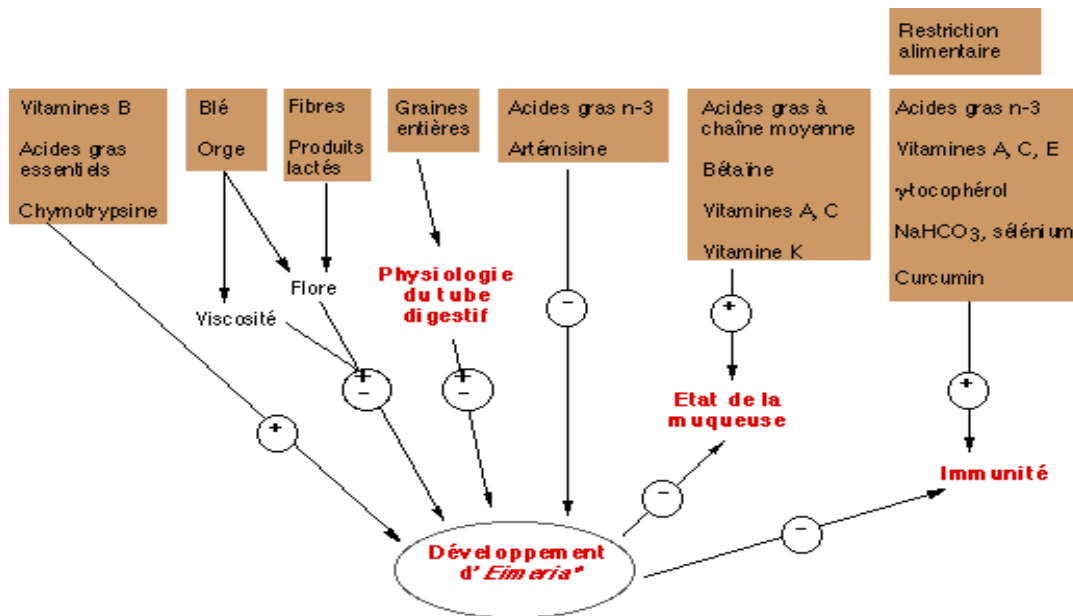 Restriction
alimentaire
Vitamines B
Acides gras
essentiels
Chymotrypsine
Blé
Orge
Fibres
Produits
lactés
Graines
entières
Acides gras n-3
Artémisine
Acides gras à
chaîne moyenne
Bétaïne
Vitamines A, C
Vitamine K
Acides gras n-3
Vitamines A, C, E
γ-tocophérol
NaHCO3, sélénium
Curcumin
Flore
Viscosité
Physiologie
du tube
digestif
-
+
+
-
+
-
+
+
Etat de la
muqueuse
Immunité
-
-
Développement
d'Eimeria*